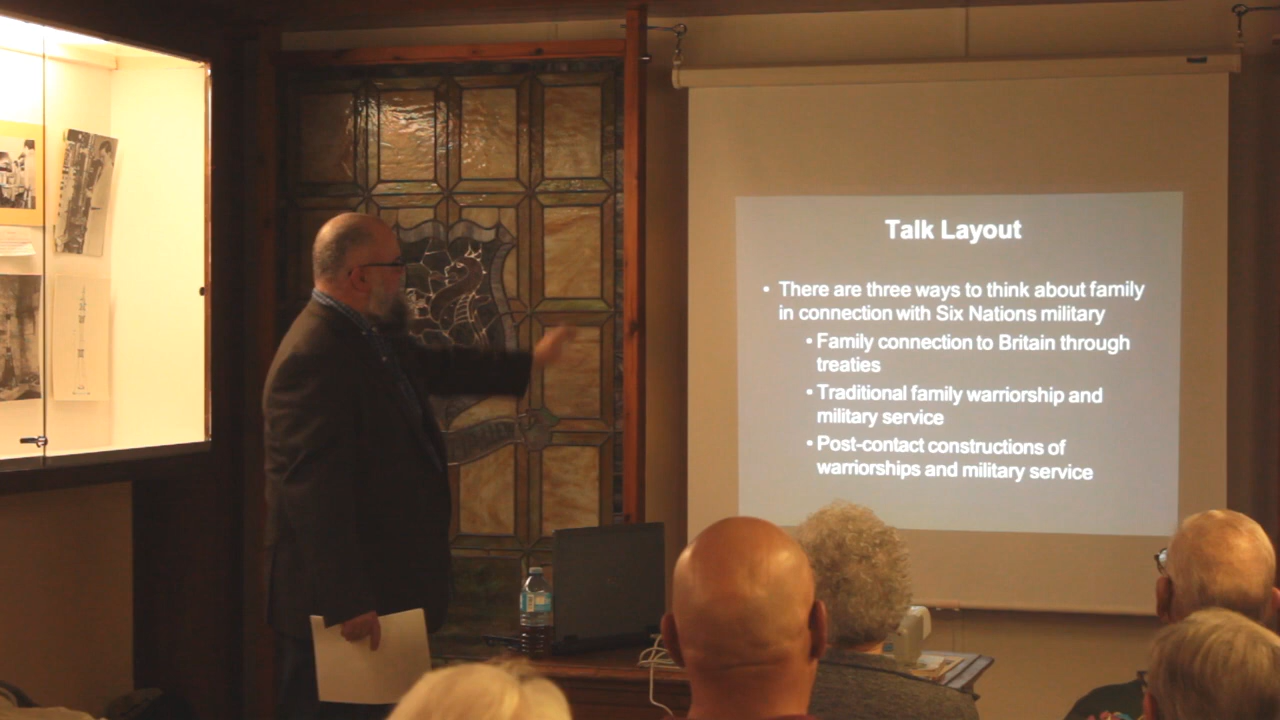 Talk Layout
• There are three ways to think about family
in connection with Six Nations military
• Family connection to Britain through
treaties
• Traditional family warriorship and
military service
• Post-contact constructions of
warriorships and military service